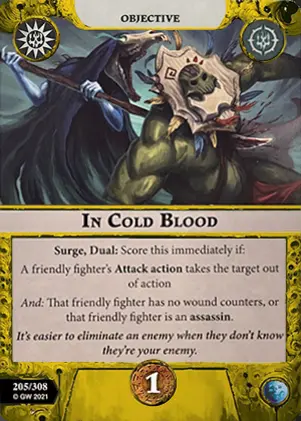 OBJECTIVE
IN COLD BLOOD
Surge, Dual: Score this immediately if:
A friendly fighter's Attack action takes the target out
of action
And: That friendly fighter has no wound counters, or
that friendly fighter is an assassin.
It's easier to eliminate an enemy when they don't know
they're your enemy.
205/308
© GW 2021
1